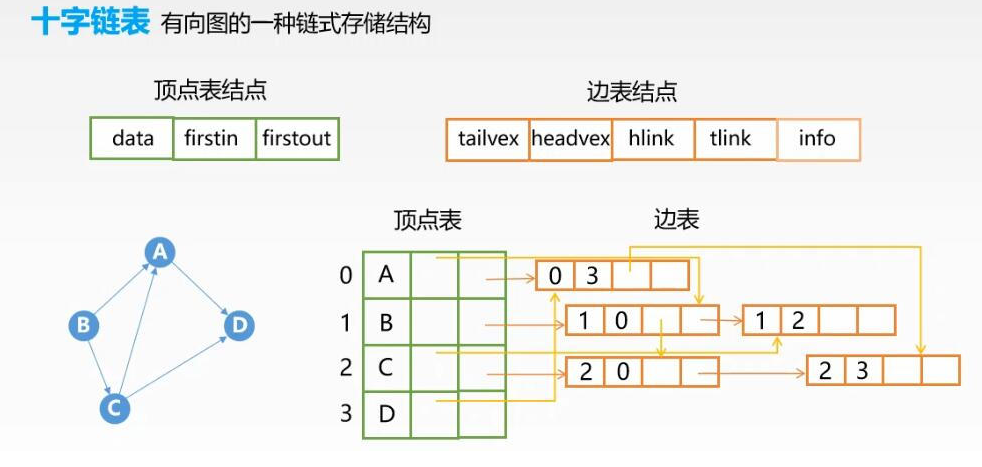 十字链表 有向图的一种链式存储结构
顶点表结点 边表结点
data firstin firstout tailvex headvex hlink tlink info
顶点表 边表
A
B
C
D
0 A 0 3
1 B 1 0 1 2
2 C 2 0 2 3
3 D